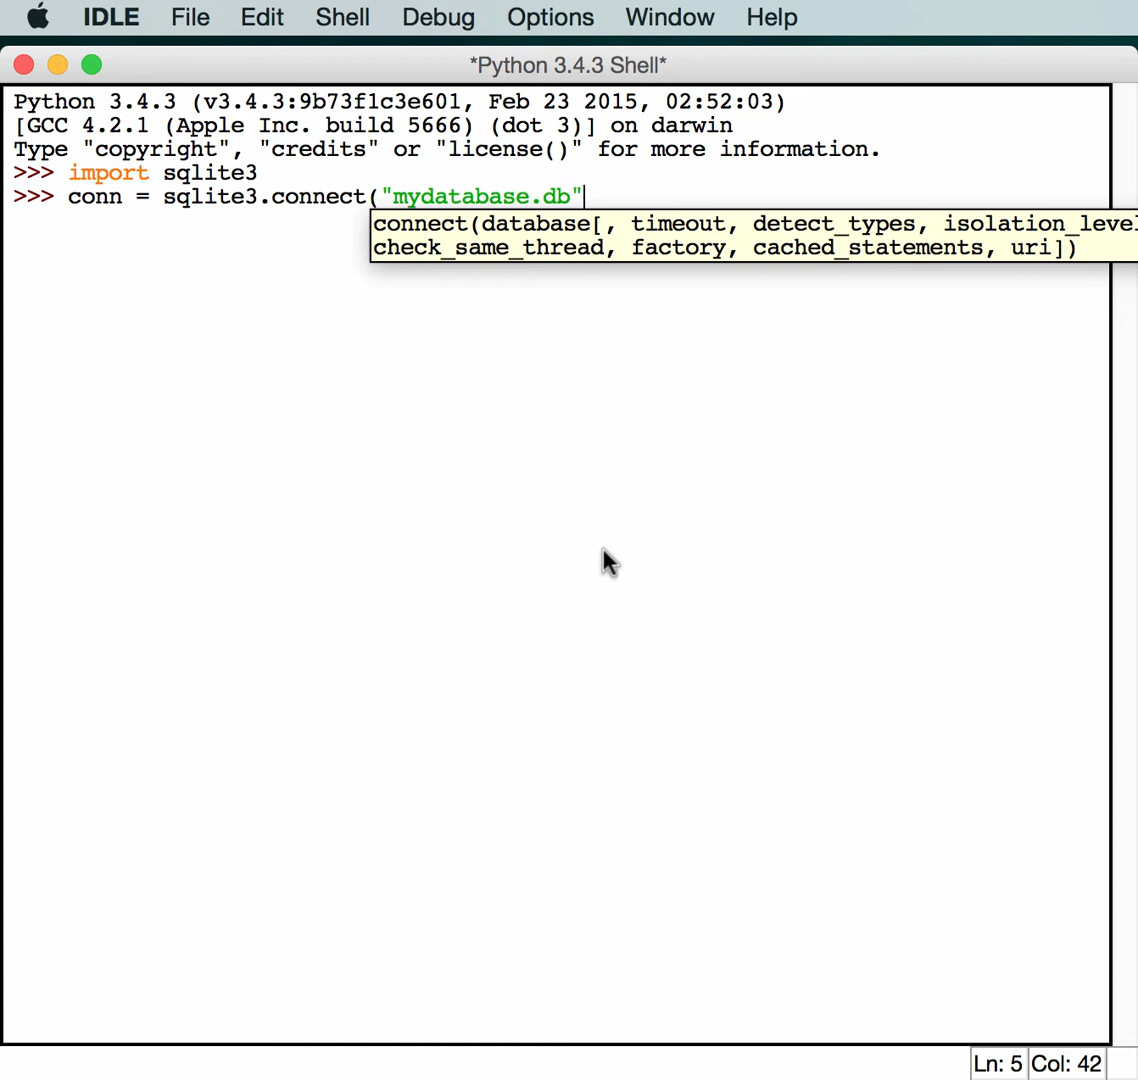 IDLE File Edit Shell Debug Options Window Help
*Python 3.4.3 Shell*
Python 3.4.3 (v3.4.3:9b73f1c3e601, Feb 23 2015, 02:52:03)
[GCC 4.2.1 (Apple Inc. build 5666) (dot 3)] on darwin
Type "copyright", "credits" or "license()" for more information.
>>> import sqlite3
>>> conn = sqlite3.connect("mydatabase.db"
connect(database[, timeout, detect_types, isolation_level
check_same_thread, factory, cached_statements, uri])
Ln: 5 Col: 42